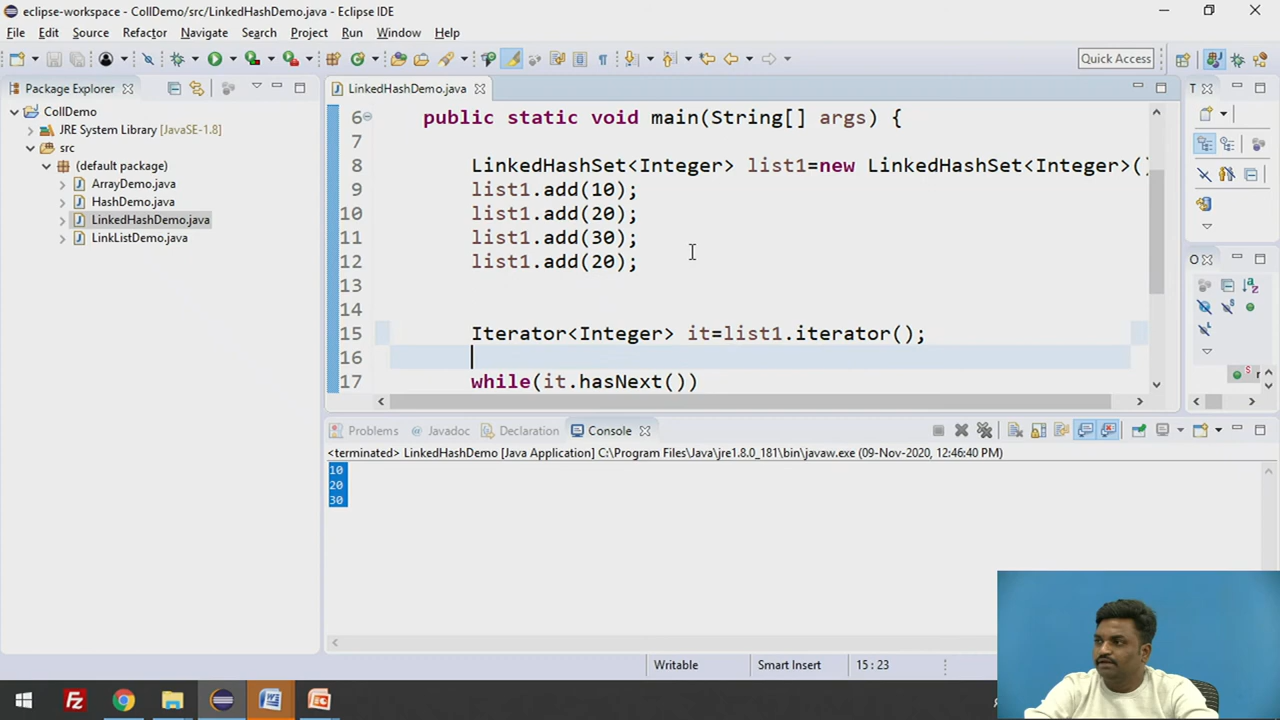 eclipse-workspace - CollDemo/src/LinkedHashDemo.java - Eclipse IDE
File Edit Source Refactor Navigate Search Project Run Window Help
Quick Access
Package Explorer
CollDemo
JRE System Library [JavaSE-1.8]
src
(default package)
ArrayDemo.java
HashDemo.java
LinkedHashDemo.java
LinkListDemo.java
LinkedHashDemo.java
6 public static void main(String[] args) {
7
8 LinkedHashSet<Integer> list1=new LinkedHashSet<Integer>()
9 list1.add(10);
10 list1.add(20);
11 list1.add(30);
12 list1.add(20);
13
14
15 Iterator<Integer> it=list1.iterator();
16
17 while(it.hasNext())
T
O
Problems Javadoc Declaration Console
<terminated> LinkedHashDemo [Java Application] C:\Program Files\Java\jre1.8.0_181\bin\javaw.exe (09-Nov-2020, 12:46:40 PM)
10
20
30
Writable Smart Insert 15 : 23